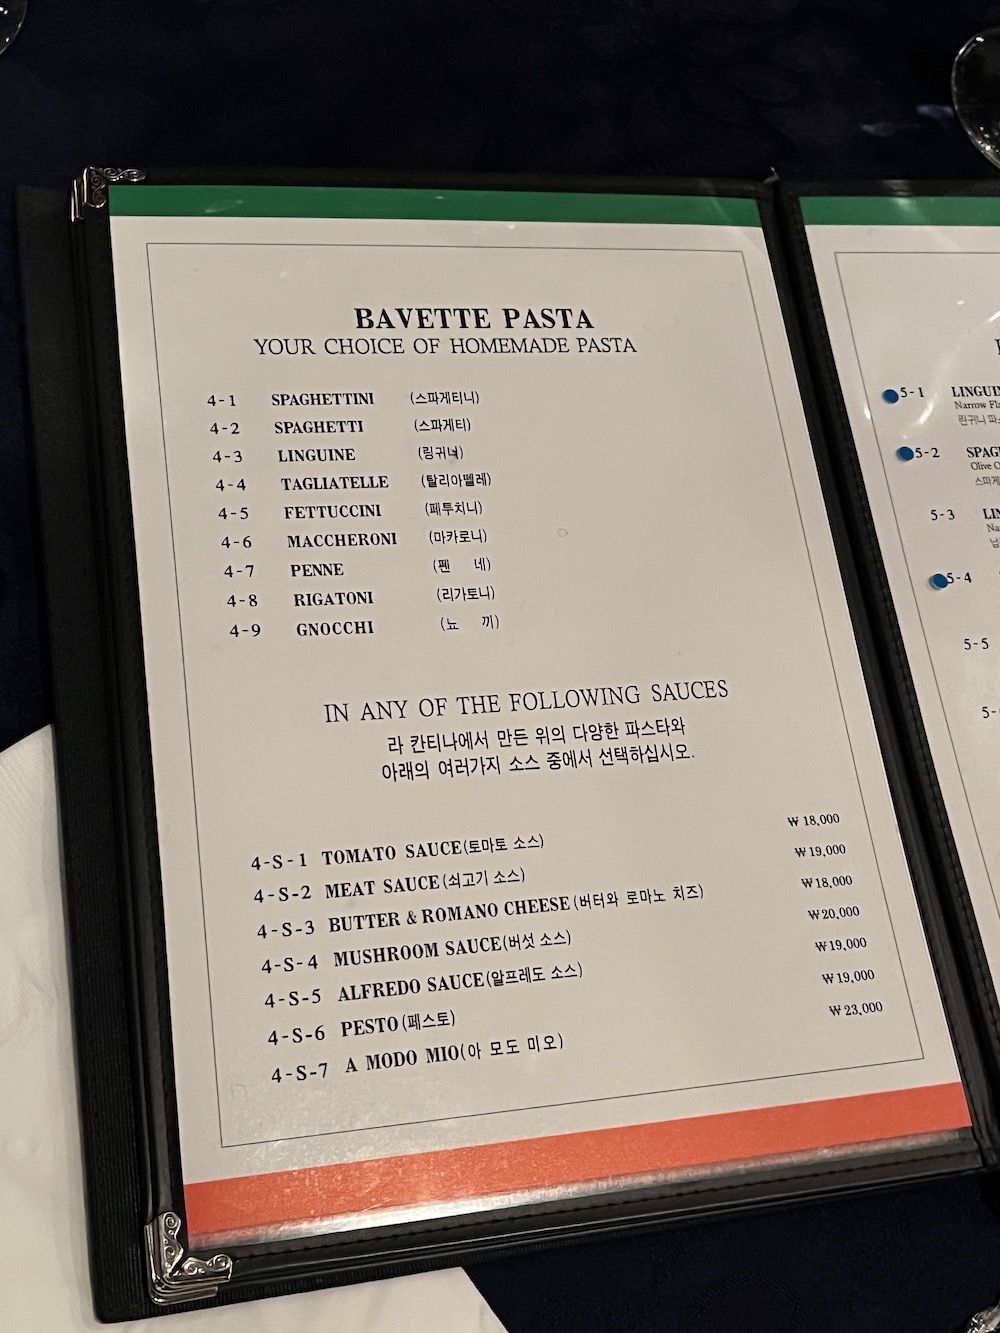 BAVETTE PASTA
YOUR CHOICE OF HOMEMADE PASTA
4-1 SPAGHETTINI (스파게티니)
4-2 SPAGHETTI (스파게티)
4-3 LINGUINE (링귀네)
4-4 TAGLIATELLE (탈리아뗄레)
4-5 FETTUCCINI (페투치니)
4-6 MACCHERONI (마카로니)
4-7 PENNE (펜 네)
4-8 RIGATONI (리가토니)
4-9 GNOCCHI (뇨 끼)
IN ANY OF THE FOLLOWING SAUCES
라 칸티나에서 만든 위의 다양한 파스타와
아래의 여러가지 소스 중에서 선택하십시오.
4-S-1 TOMATO SAUCE(토마토 소스) ₩18,000
4-S-2 MEAT SAUCE(쇠고기 소스) ₩19,000
4-S-3 BUTTER & ROMANO CHEESE(버터와 로마노 치즈) ₩18,000
4-S-4 MUSHROOM SAUCE(버섯 소스) ₩20,000
4-S-5 ALFREDO SAUCE(알프레도 소스) ₩19,000
4-S-6 PESTO(페스토) ₩19,000
4-S-7 A MODO MIO(아 모도 미오) ₩23,000
5-1
Narrow
린귀니
5-2
Olive
5-3
5-4
5-5